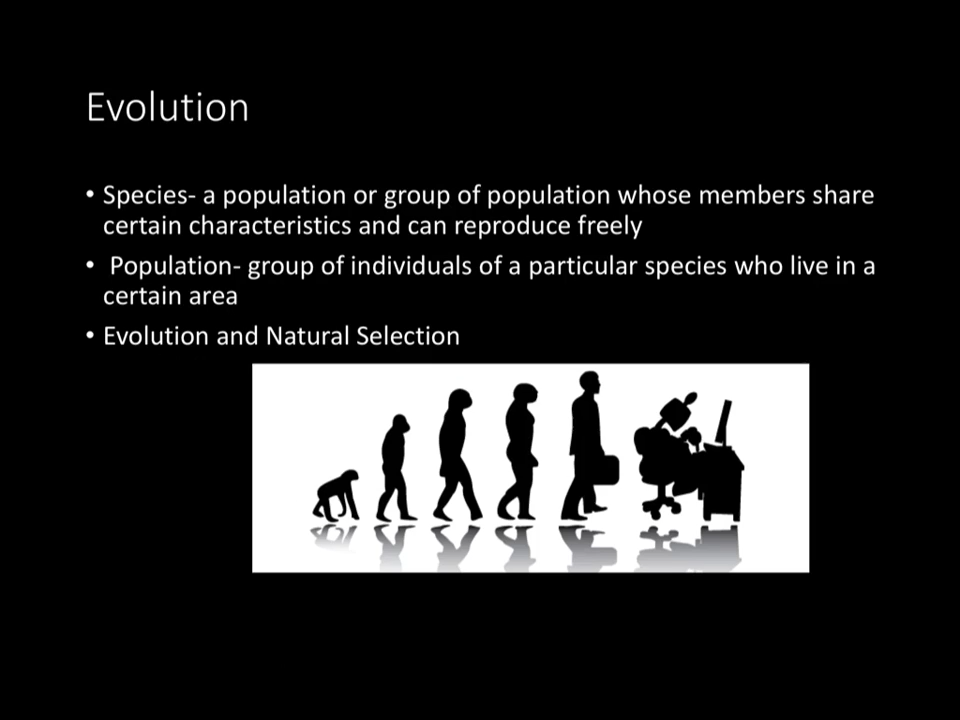 Evolution
• Species- a population or group of population whose members share
certain characteristics and can reproduce freely
• Population- group of individuals of a particular species who live in a
certain area
• Evolution and Natural Selection